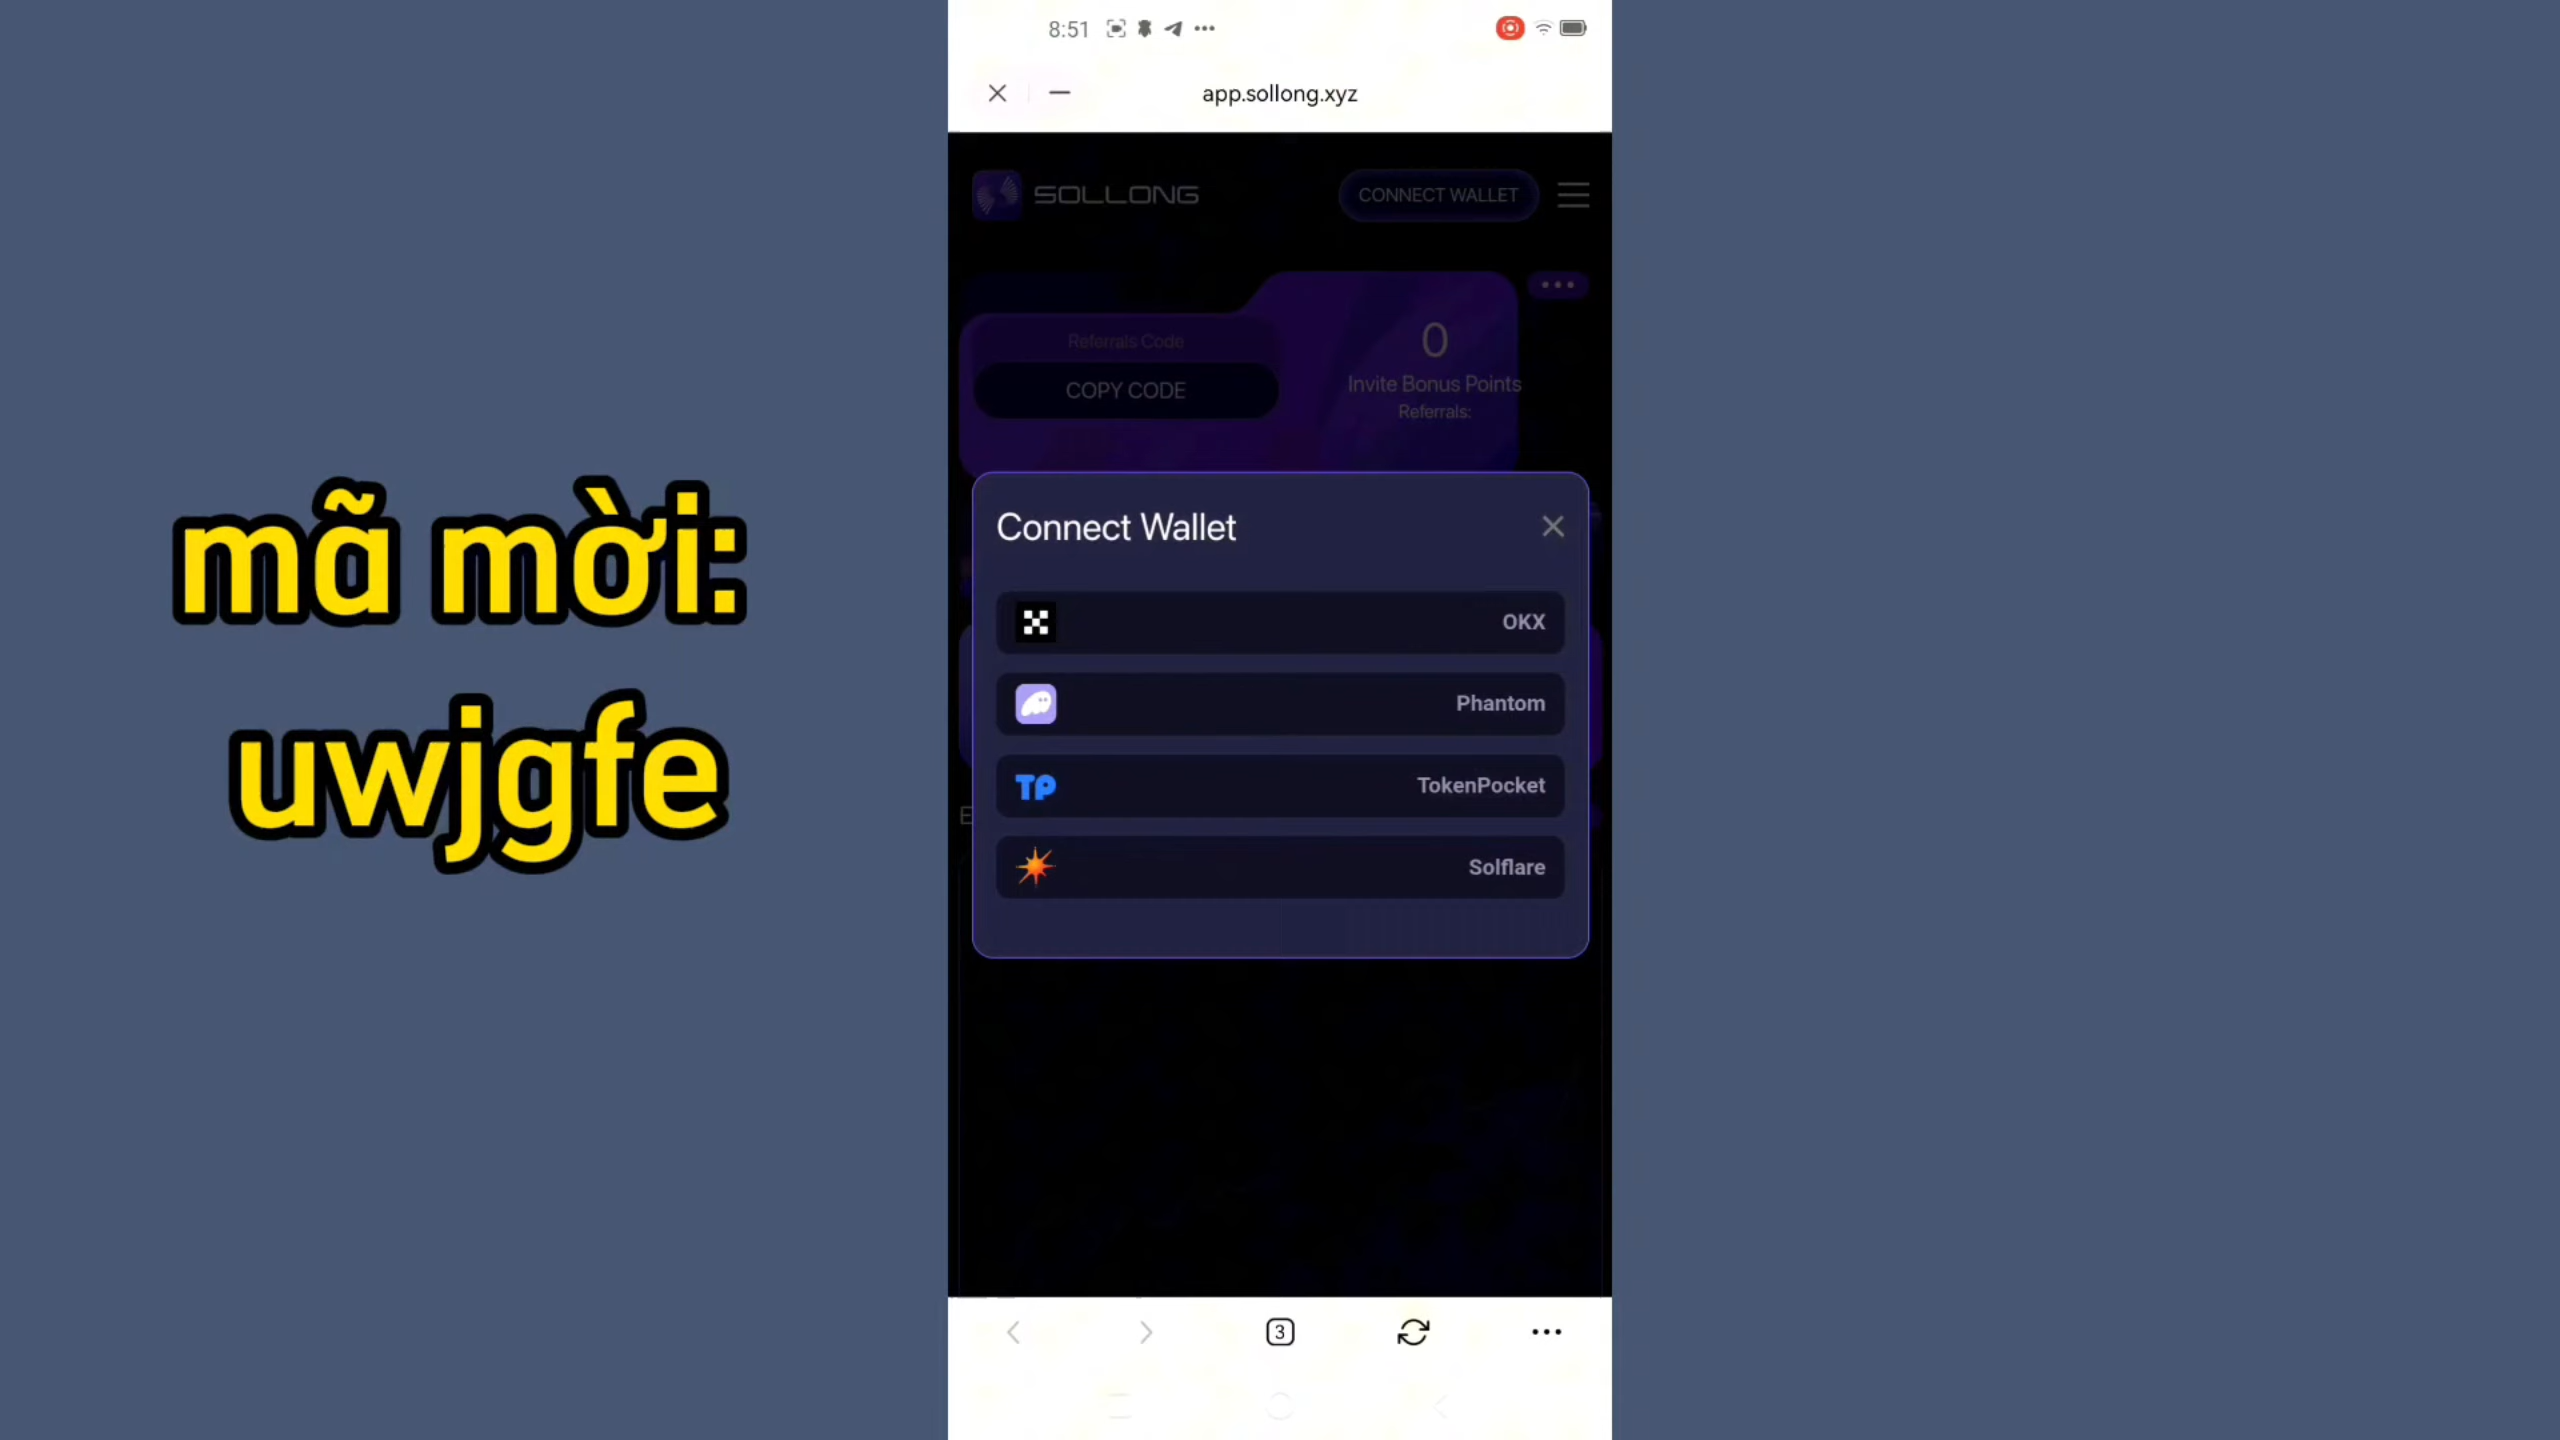 mã mời:
uwjgfe
8:51
app.sollong.xyz
SOLLONG
CONNECT WALLET
Referrals Code
COPY CODE
0
Invite Bonus Points
Referrals:
Connect Wallet
OKX
Phantom
TP
TokenPocket
Solflare
E
3